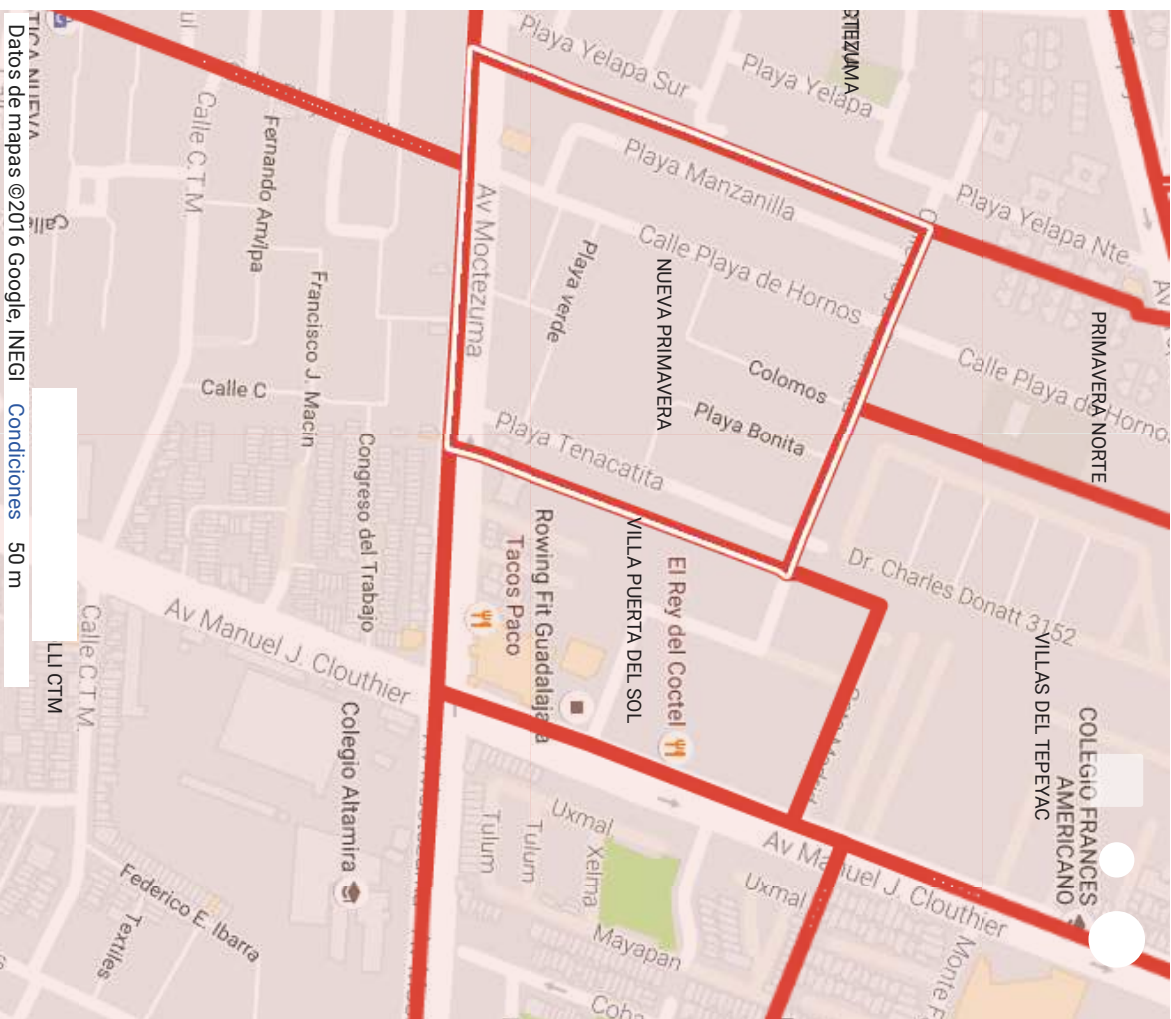 Playa Yelapa Sur
Playa Yelapa
Playa Manzanilla
Playa Yelapa Nte.
Calle Playa de Hornos
Av Moctezuma
Playa verde
NUEVA PRIMAVERA
Colomos
Playa Bonita
Calle Playa de Hornos
PRIMAVERA NORTE
Playa Tenacatita
Calle C.T.M.
Francisco J. Macin
Calle C
Congreso del Trabajo
Rowing Fit Guadalajara
Tacos Paco
VILLA PUERTA DEL SOL
El Rey del Coctel
Dr. Charles Donatt 3152
VILLAS DEL TEPEYAC
COLEGIO FRANCES
AMERICANO
Av Manuel J. Clouthier
Calle C.T.M.
LLI CTM
Colegio Altamira
Tulum
Tulum
Uxmal
Xelma
Uxmal
Mayapan
Av Manuel J. Clouthier
Federico E. Ibarra
Textiles
Coba
Datos de mapas ©2016 Google, INEGI
Condiciones
50 m